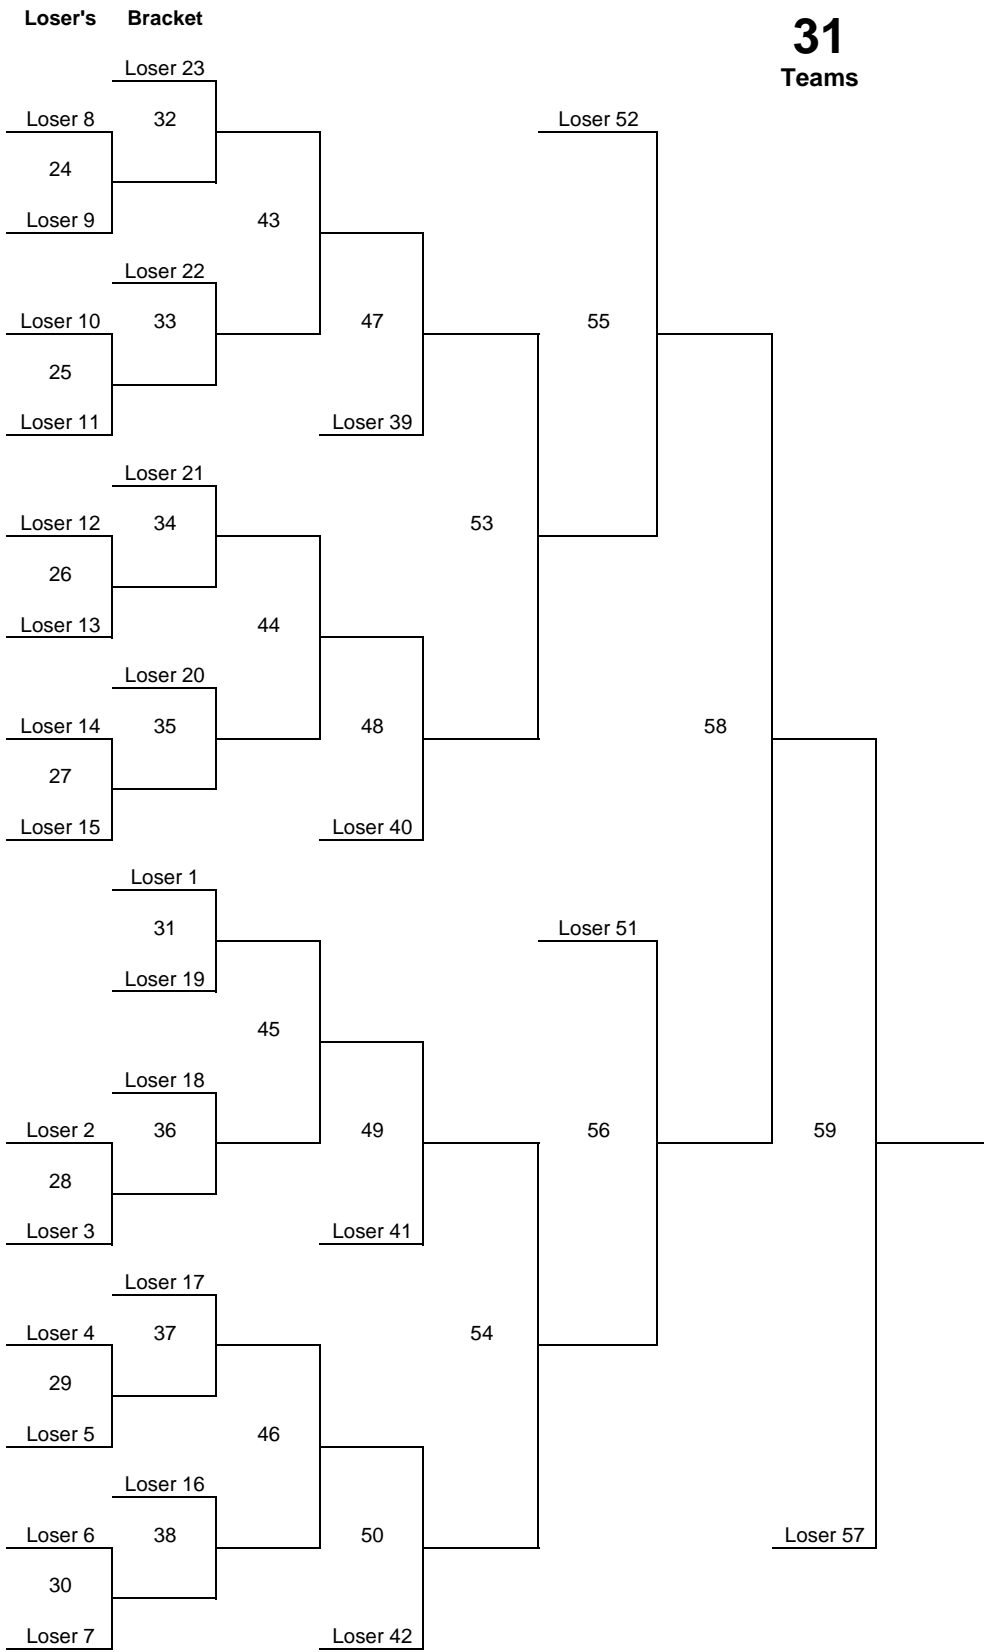 Loser's Bracket
31
Teams
Loser 23
Loser 8 32 Loser 52
24
Loser 9 43
Loser 22
Loser 10 33 47 55
25
Loser 11 Loser 39
Loser 21
Loser 12 34 53
26
Loser 13 44
Loser 20
Loser 14 35 48 58
27
Loser 15 Loser 40
Loser 1
31 Loser 51
Loser 19
45
Loser 18
Loser 2 36 49 56 59
28
Loser 3 Loser 41
Loser 17
Loser 4 37 54
29
Loser 5 46
Loser 16
Loser 6 38 50 Loser 57
30
Loser 7 Loser 42